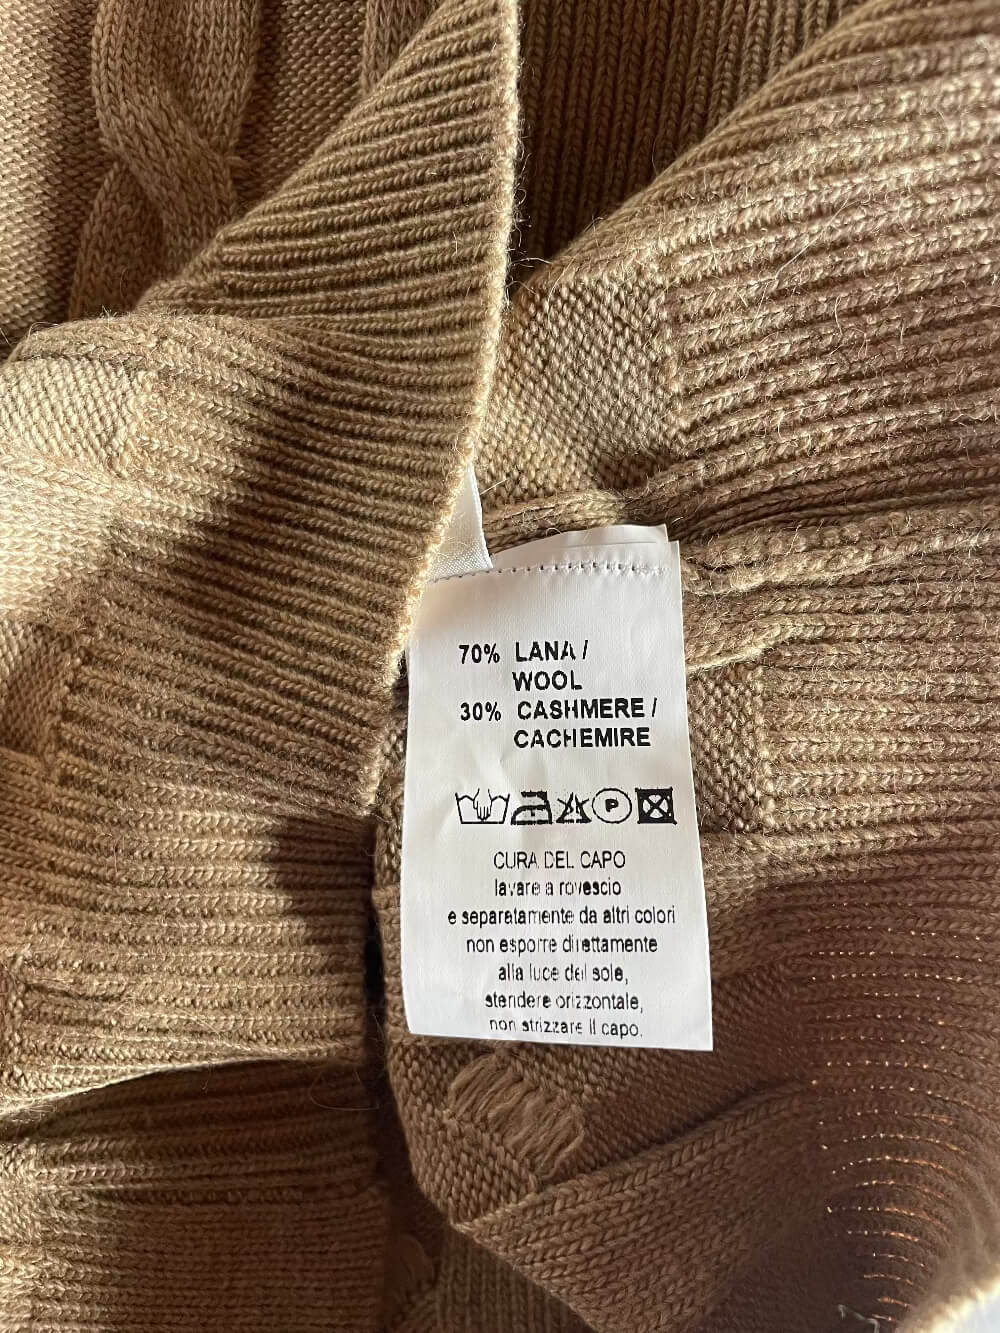 70% LANA /
WOOL
30% CASHMERE /
CACHEMIRE
P
CURA DEL CAPO
lavare a rovescio
e separatamente da altri colori
non esporre direttamente
alla luce del sole,
stendere orizzontale,
non strizzare il capo.